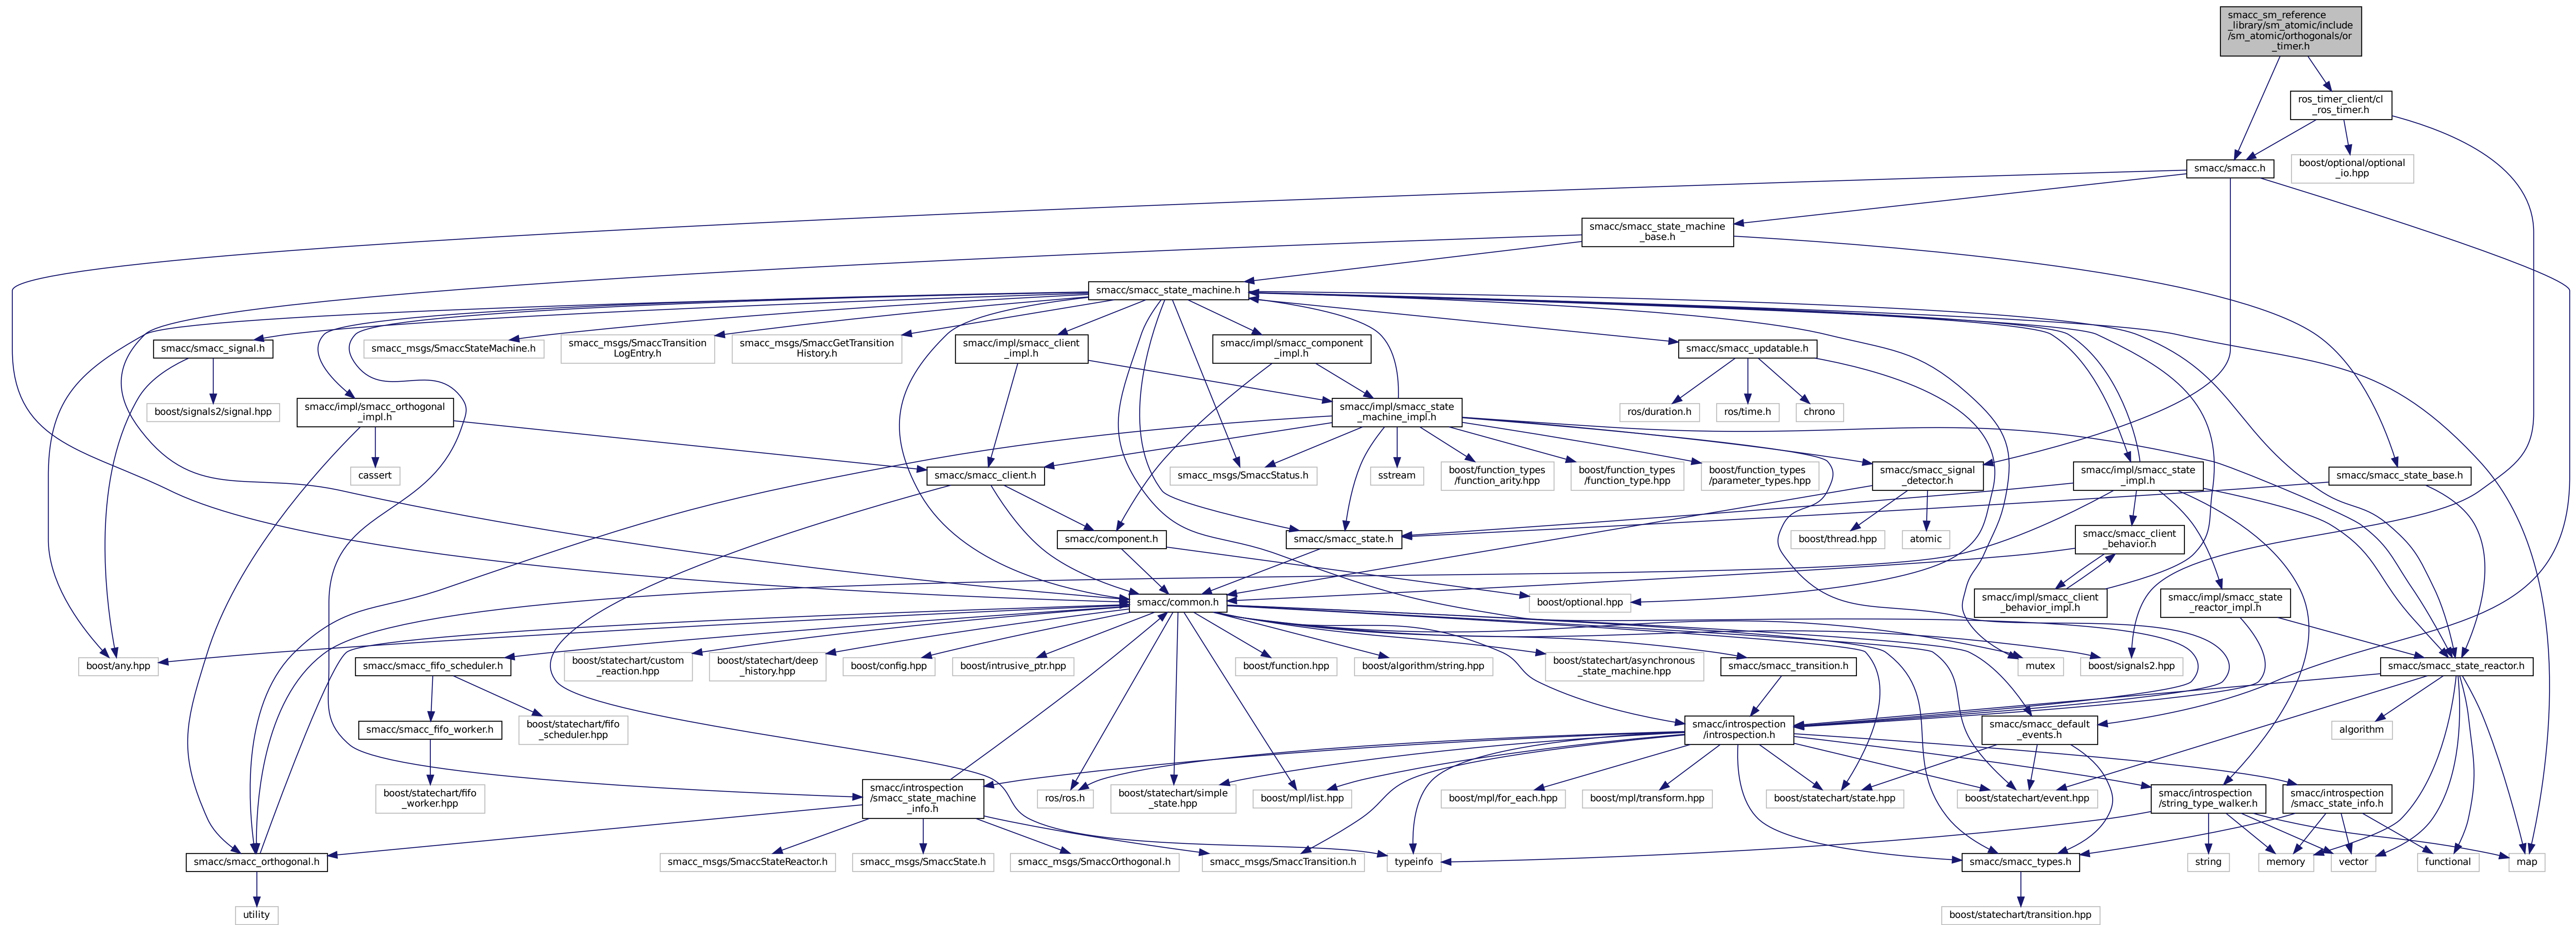 smacc_sm_reference
_library/sm_atomic/include
/sm_atomic/orthogonals/or
_timer.h
ros_timer_client/cl
_ros_timer.h
smacc/smacc.h
boost/optional/optional
_io.hpp
smacc/smacc_state_machine
_base.h
smacc/smacc_state_machine.h
smacc/smacc_signal.h
smacc_msgs/SmaccStateMachine.h
smacc_msgs/SmaccTransition
LogEntry.h
smacc_msgs/SmaccGetTransition
History.h
smacc/impl/smacc_client
_impl.h
smacc/impl/smacc_component
_impl.h
smacc/smacc_updatable.h
boost/signals2/signal.hpp
smacc/impl/smacc_orthogonal
_impl.h
smacc/impl/smacc_state
_machine_impl.h
ros/duration.h
ros/time.h
chrono
cassert
smacc/smacc_client.h
smacc_msgs/SmaccStatus.h
sstream
boost/function_types
/function_arity.hpp
boost/function_types
/function_type.hpp
boost/function_types
/parameter_types.hpp
smacc/smacc_signal
_detector.h
smacc/impl/smacc_state
_impl.h
smacc/smacc_state_base.h
smacc/component.h
smacc/smacc_state.h
boost/thread.hpp
atomic
smacc/smacc_client
_behavior.h
smacc/common.h
boost/optional.hpp
smacc/impl/smacc_client
_behavior_impl.h
smacc/impl/smacc_state
_reactor_impl.h
boost/any.hpp
smacc/smacc_fifo_scheduler.h
boost/statechart/custom
_reaction.hpp
boost/statechart/deep
_history.hpp
boost/config.hpp
boost/intrusive_ptr.hpp
boost/function.hpp
boost/algorithm/string.hpp
boost/statechart/asynchronous
_state_machine.hpp
smacc/smacc_transition.h
mutex
boost/signals2.hpp
smacc/smacc_state_reactor.h
smacc/smacc_fifo_worker.h
boost/statechart/fifo
_scheduler.hpp
smacc/introspection
/introspection.h
smacc/smacc_default
_events.h
algorithm
boost/statechart/fifo
_worker.hpp
smacc/introspection
/smacc_state_machine
_info.h
ros/ros.h
boost/statechart/simple
_state.hpp
boost/mpl/list.hpp
boost/mpl/for_each.hpp
boost/mpl/transform.hpp
boost/statechart/state.hpp
boost/statechart/event.hpp
smacc/introspection
/string_type_walker.h
smacc/introspection
/smacc_state_info.h
smacc/smacc_orthogonal.h
smacc_msgs/SmaccStateReactor.h
smacc_msgs/SmaccState.h
smacc_msgs/SmaccOrthogonal.h
smacc_msgs/SmaccTransition.h
typeinfo
smacc/smacc_types.h
string
memory
vector
functional
map
utility
boost/statechart/transition.hpp